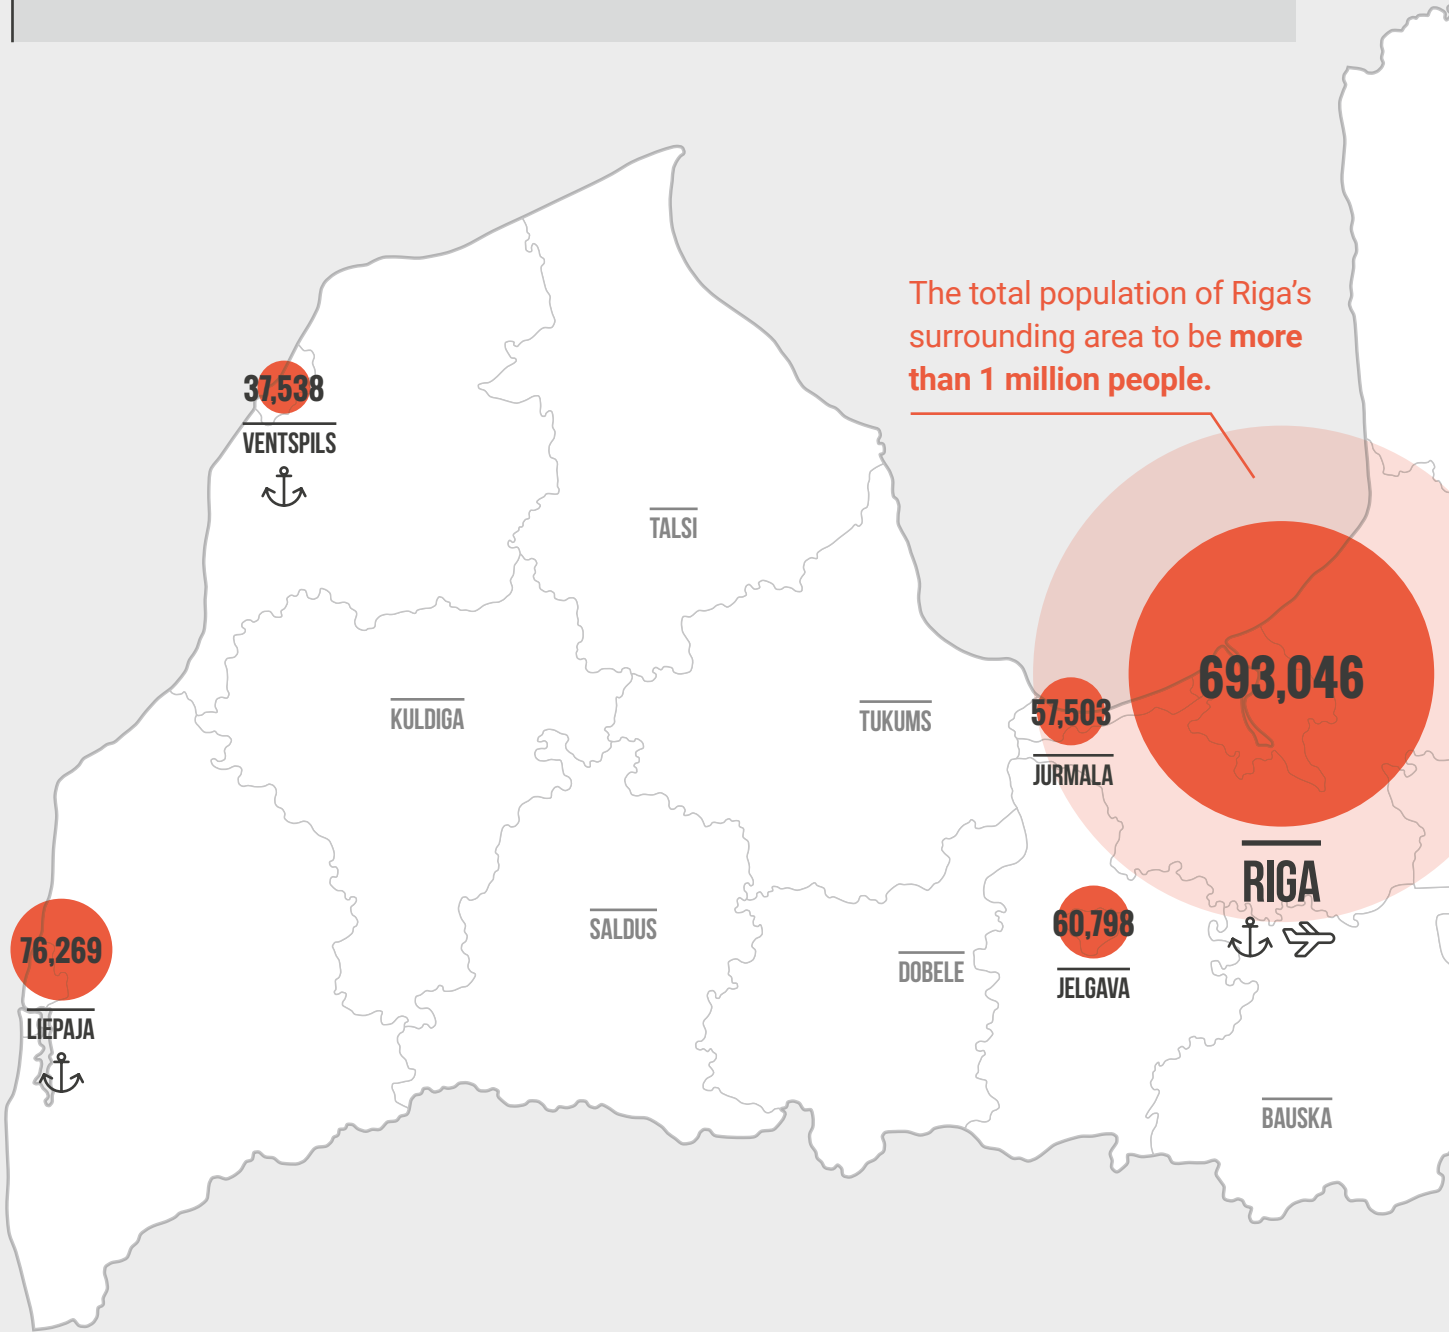 The total population of Riga’s
surrounding area to be more
than 1 million people.
37,538
VENTSPILS
TALSI
693,046
RIGA
KULDIGA
TUKUMS
57,503
JURMALA
76,269
LIEPAJA
SALDUS
60,798
JELGAVA
DOBELE
BAUSKA